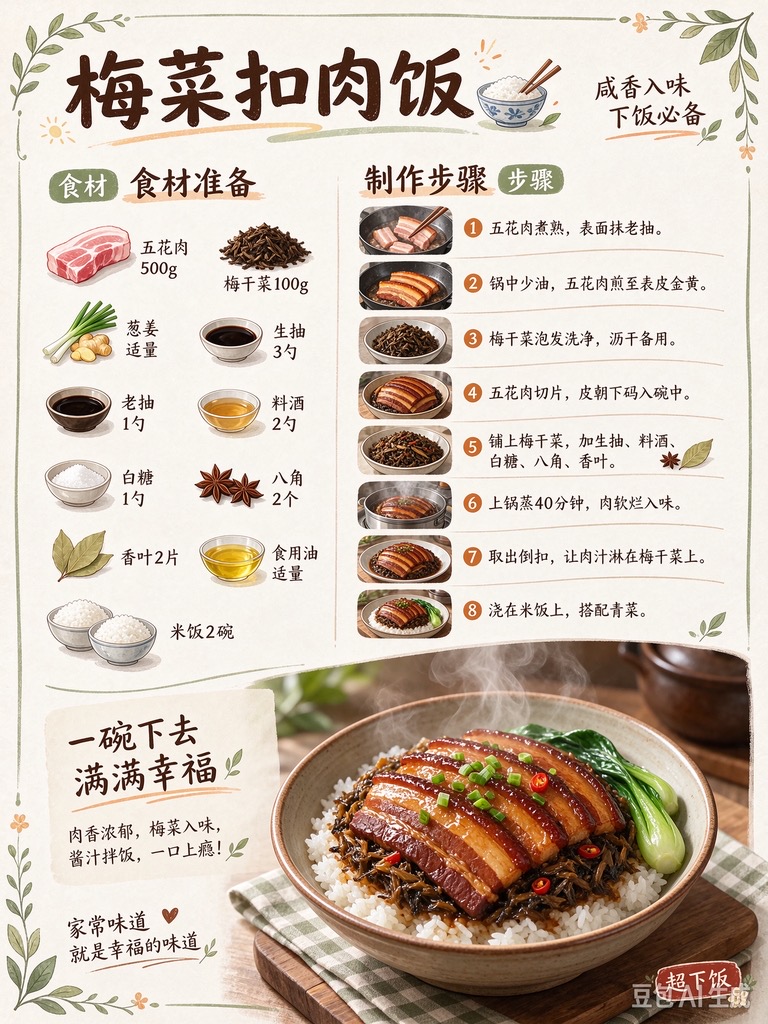 梅菜扣肉饭
咸香入味
下饭必备
食材 食材准备
五花肉
500g
梅干菜100g
葱姜
适量
生抽
3勺
老抽
1勺
料酒
2勺
白糖
1勺
八角
2个
香叶2片
食用油
适量
米饭2碗
制作步骤 步骤
1 五花肉煮熟，表面抹老抽。
2 锅中少油，五花肉煎至表皮金黄。
3 梅干菜泡发洗净，沥干备用。
4 五花肉切片，皮朝下码入碗中。
5 铺上梅干菜，加生抽、料酒、
白糖、八角、香叶。
6 上锅蒸40分钟，肉软烂入味。
7 取出倒扣，让肉汁淋在梅干菜上。
8 浇在米饭上，搭配青菜。
一碗下去
满满幸福
肉香浓郁，梅菜入味，
酱汁拌饭，一口上瘾！
家常味道
就是幸福的味道
超下饭
豆包AI生成